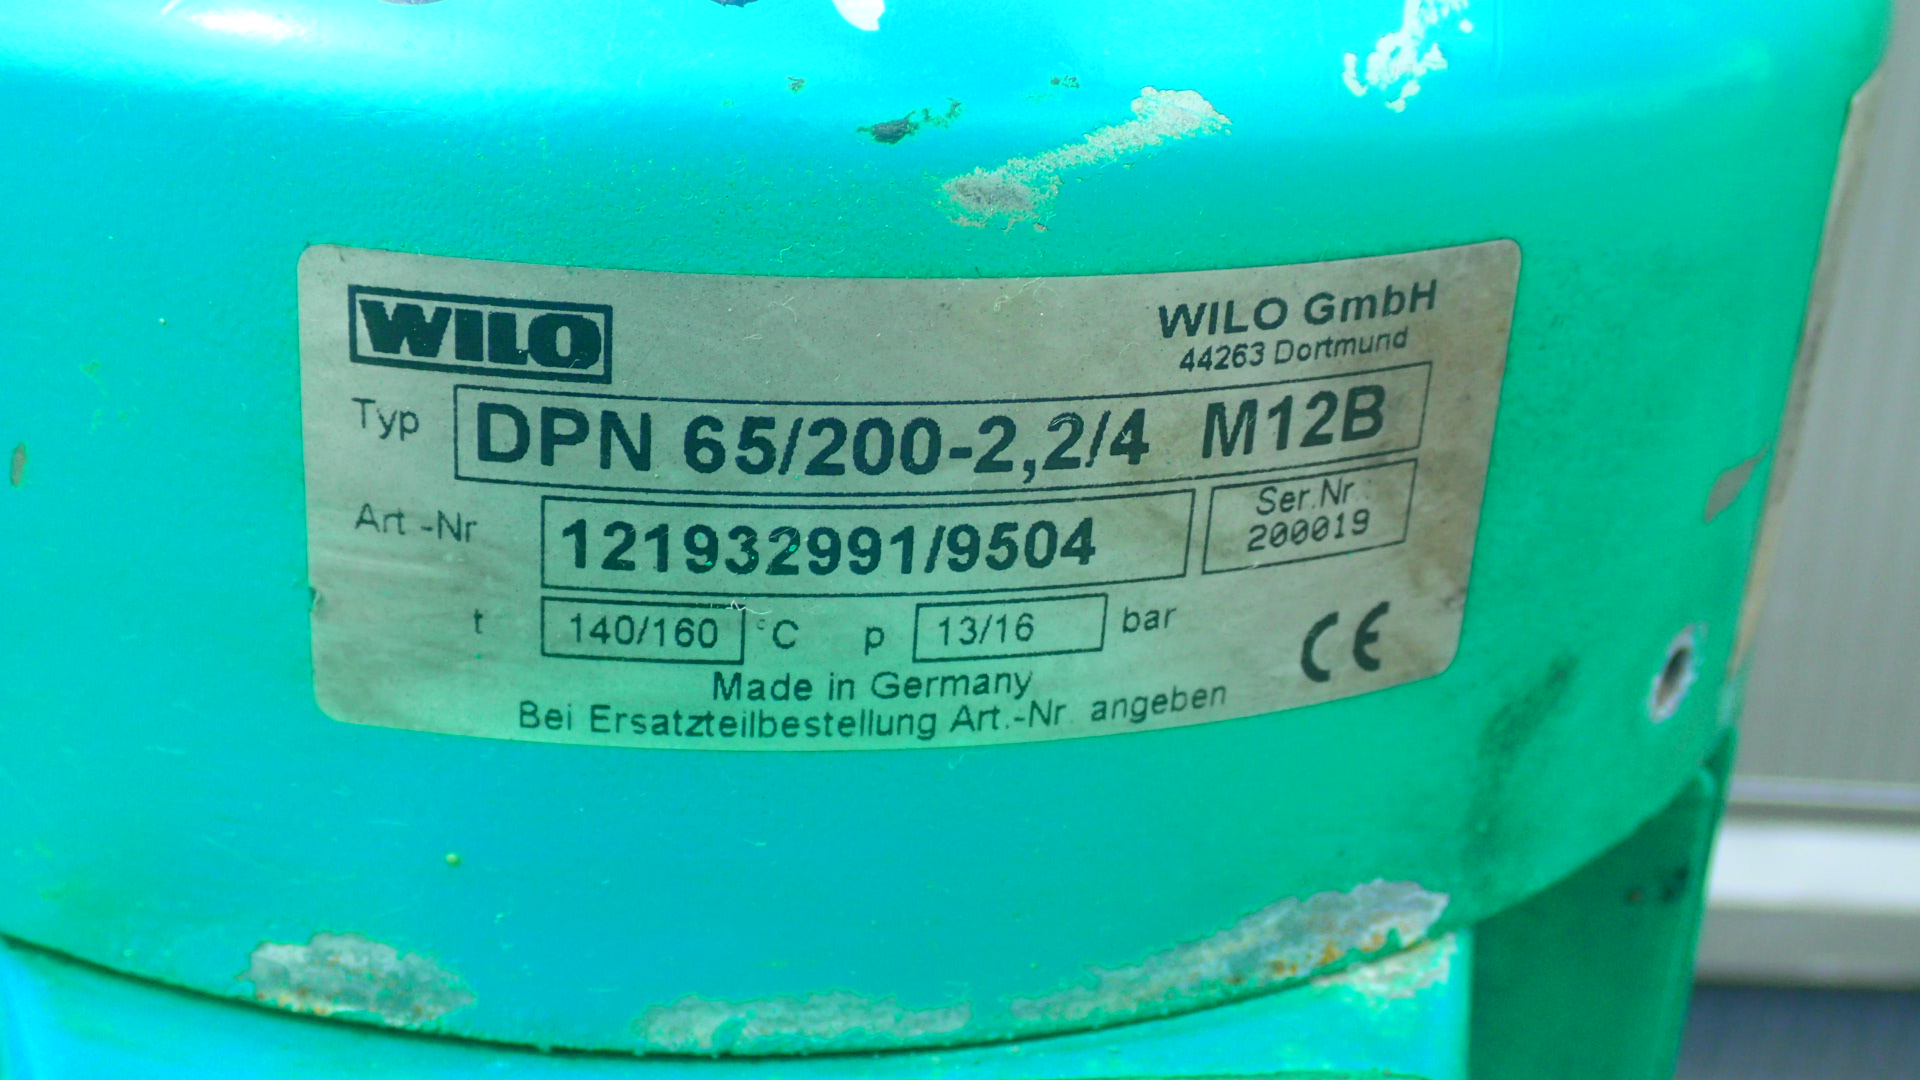 WILO
WILO GmbH
44263 Dortmund
Typ DPN 65/200-2,2/4 M12B
Art.-Nr 121932991/9504
Ser.Nr.:
200019
t 140/160 °C p 13/16 bar
CE
Made in Germany
Bei Ersatzteilbestellung Art.-Nr. angeben